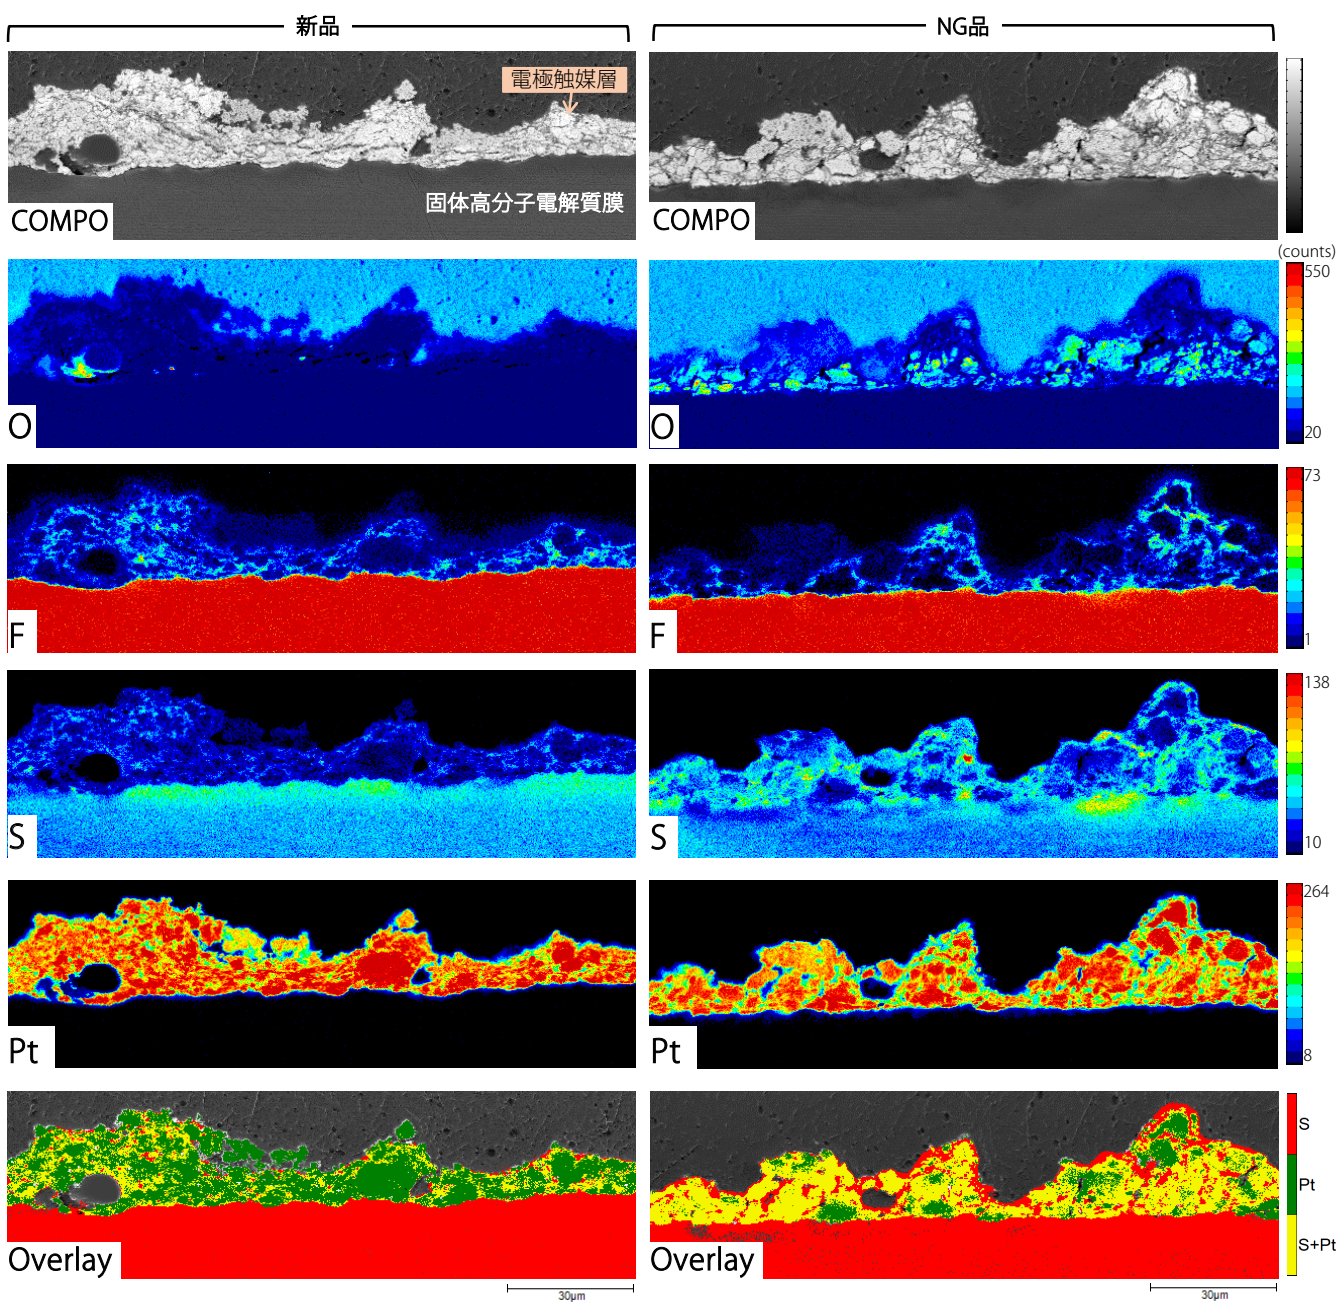 新品
NG品
電極触媒層
固体高分子電解質膜
COMPO
COMPO
(counts)
550
20
O
O
73
1
F
F
138
10
S
S
264
8
Pt
Pt
S
Pt
S+Pt
Overlay
Overlay
30μm
30μm